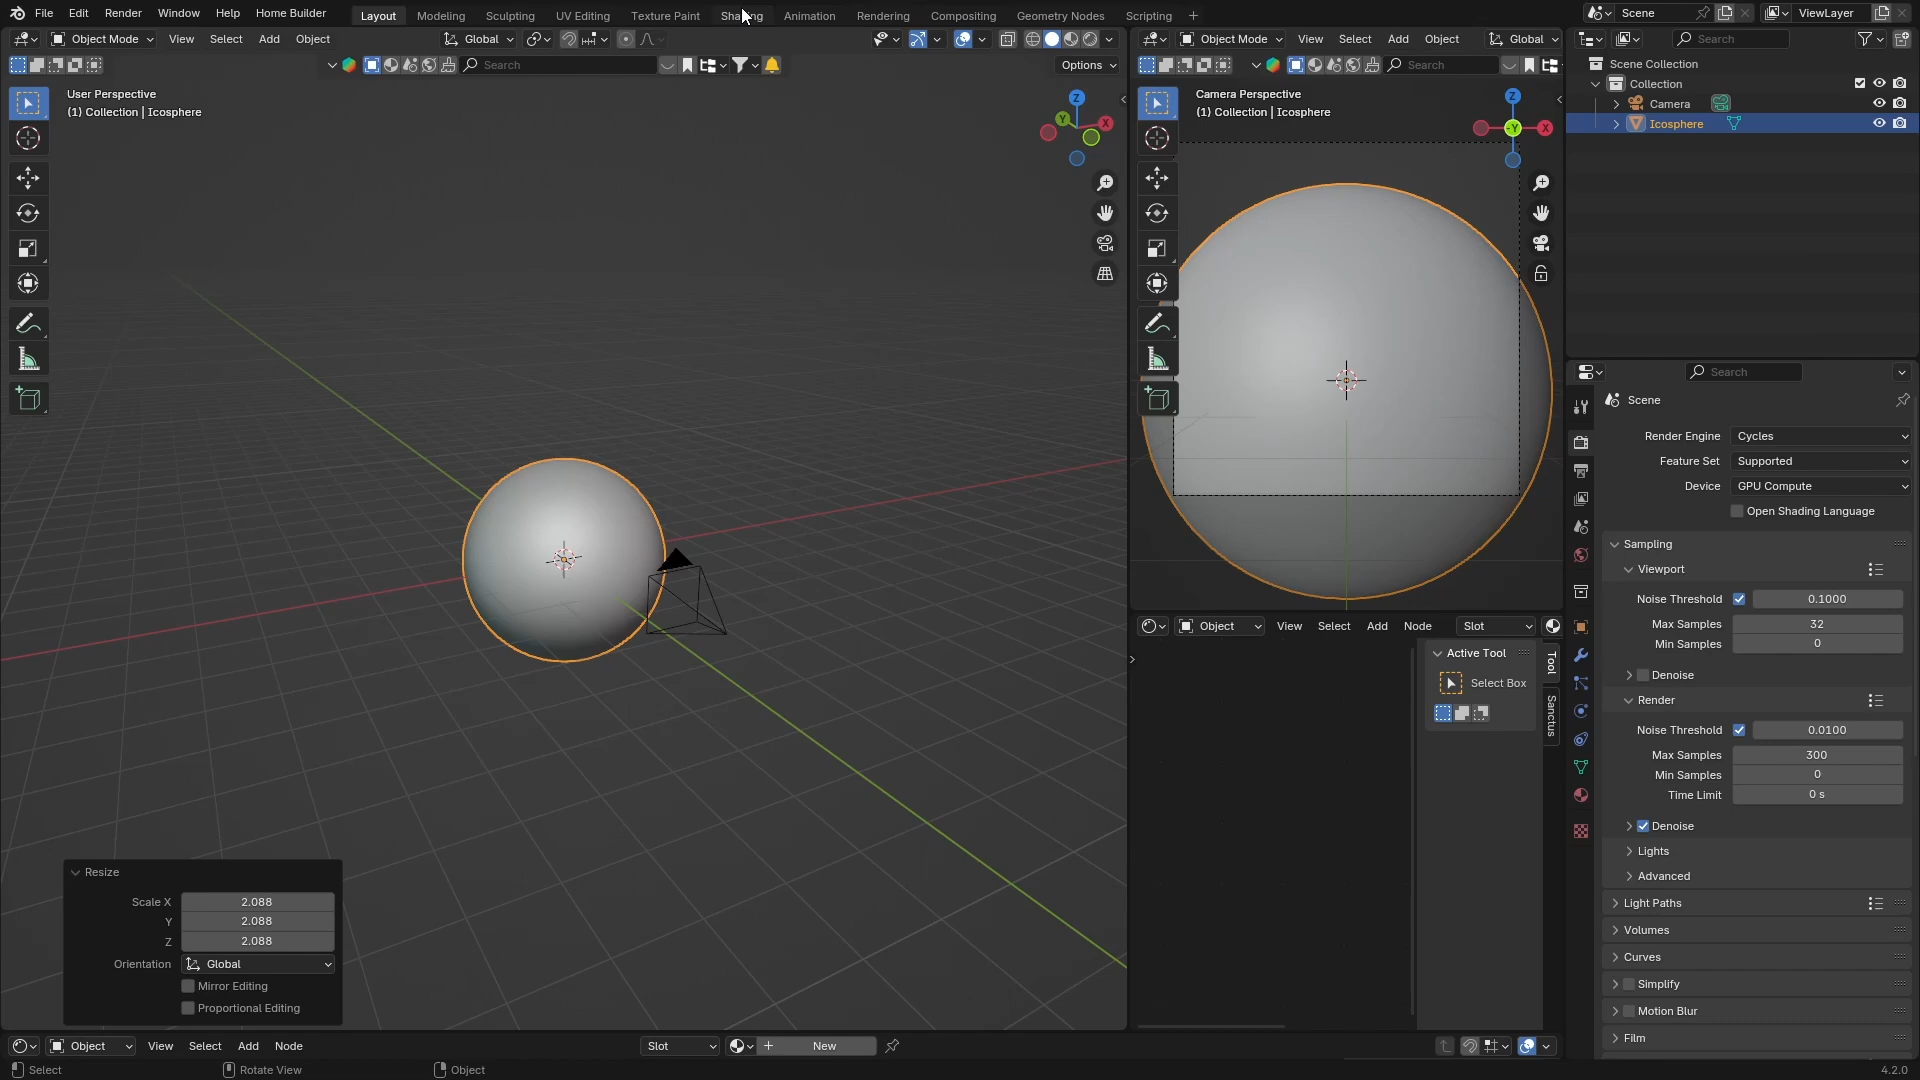 File Edit Render Window Help Home Builder Layout Modeling Sculpting UV Editing Texture Paint Animation Rendering Compositing Geometry Nodes Scripting + Scene ViewLayer
Object Mode View Select Add Object Global
Object Mode View Select Add Object Global
Search
Search Options
Search
Scene Collection
Collection
Camera
Icosphere
User Perspective
(1) Collection | Icosphere
Z
Y
X
Camera Perspective
(1) Collection | Icosphere
Z
-Y
X
Search
Scene
Render Engine Cycles
Feature Set Supported
Device GPU Compute
Open Shading Language
Sampling
Viewport
Noise Threshold 0.1000
Max Samples 32
Min Samples 0
Denoise
Render
Noise Threshold 0.0100
Max Samples 300
Min Samples 0
Time Limit 0 s
Denoise
Lights
Advanced
Light Paths
Volumes
Curves
Simplify
Motion Blur
Film
Object View Select Add Node Slot
Active Tool
Select Box
Tool
Sanctus
Resize
Scale X 2.088
Y 2.088
Z 2.088
Orientation Global
Mirror Editing
Proportional Editing
Object View Select Add Node Slot New
Select Rotate View Object 4.2.0